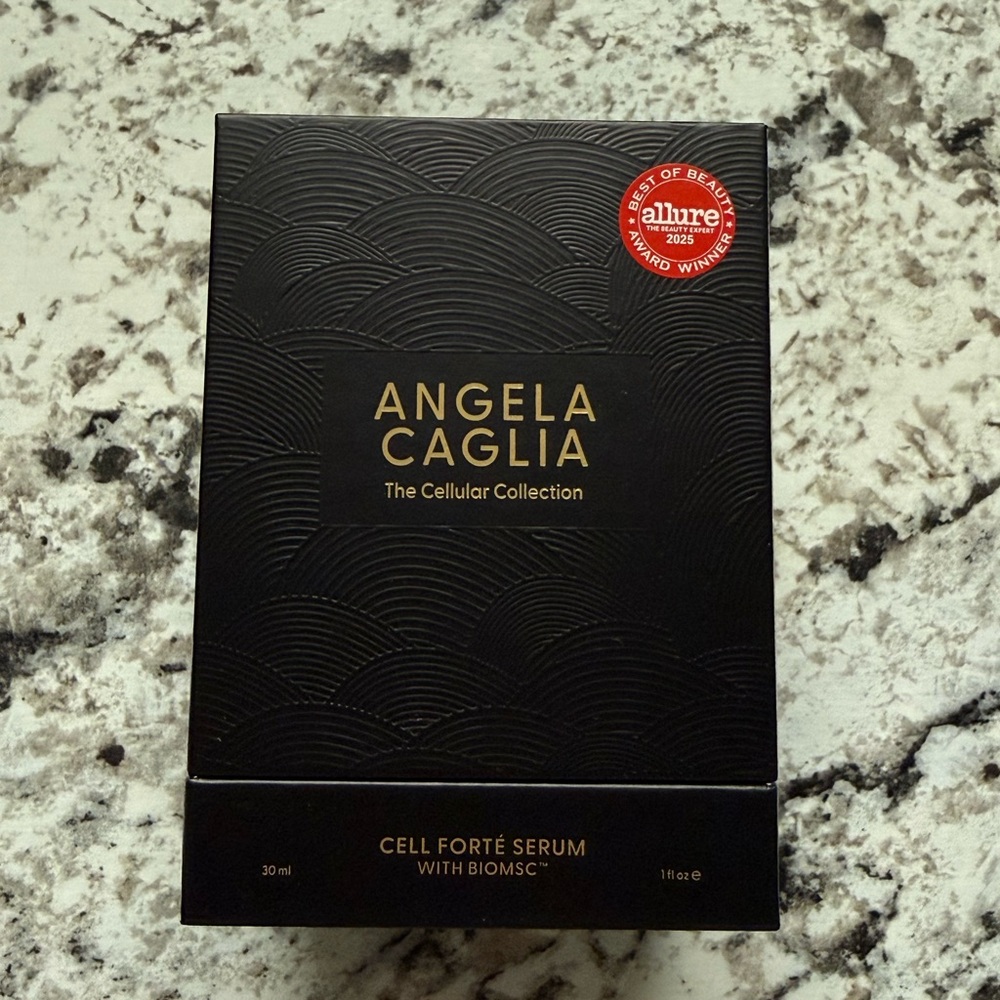 BEST OF BEAUTY
allure
THE BEAUTY EXPERT
2025
AWARD WINNER
ANGELA
CAGLIA
The Cellular Collection
CELL FORTÉ SERUM
WITH BIOMSC™
30 ml
1 fl oz ℮